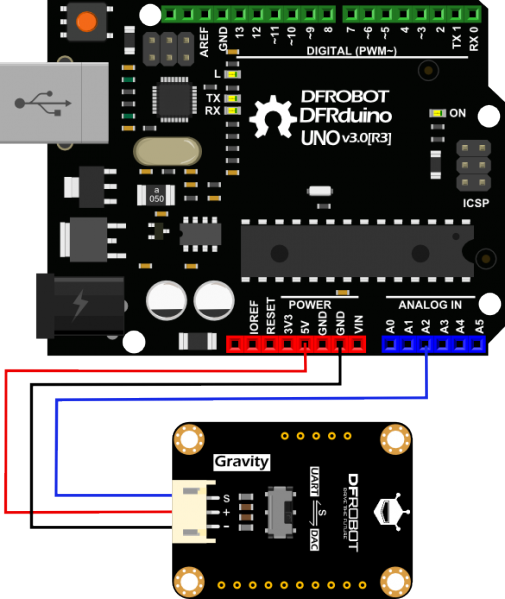 AREF
GND
13
12
~11
~10
~9
8
7
~6
~5
4
~3
2
TX 1
RX 0
DIGITAL (PWM~)
L
TX
RX
DFROBOT
DFRduino
UNO v3.0[R3]
ON
ICSP
a
050
POWER
ANALOG IN
IOREF
RESET
3V3
5V
GND
GND
VIN
A0
A1
A2
A3
A4
A5
Gravity
S
+
-
UART
S
DAC
DFROBOT
DRIVE THE FUTURE